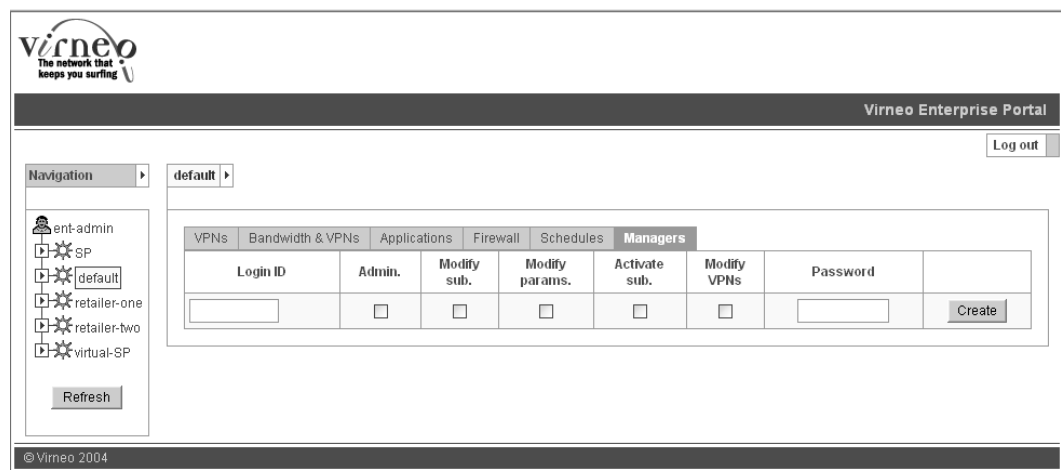 virneo
The network that
keeps you surfing
Virneo Enterprise Portal
Log out
Navigation
default
ent-admin
SP
default
retailer-one
retailer-two
virtual-SP
Refresh
VPNs Bandwidth & VPNs Applications Firewall Schedules Managers
Login ID Admin. Modify sub. Modify params. Activate sub. Modify VPNs Password
Create
© Virneo 2004